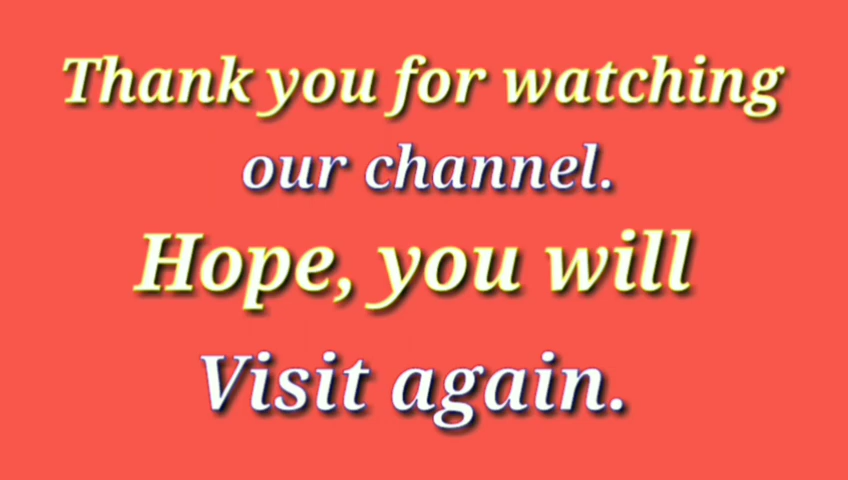 Thank you for watching
our channel.
Hope, you will
Visit again.